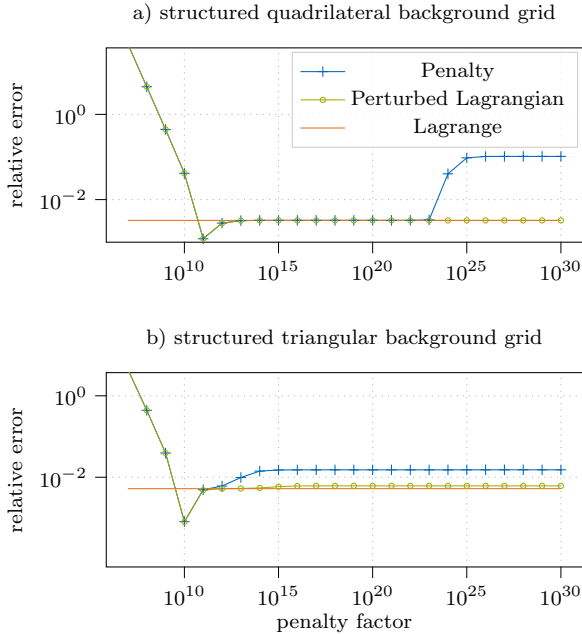 a) structured quadrilateral background grid
relative error
10^0
10^-2
Penalty
Perturbed Lagrangian
Lagrange
10^10 10^15 10^20 10^25 10^30
b) structured triangular background grid
relative error
10^0
10^-2
10^10 10^15 10^20 10^25 10^30
penalty factor